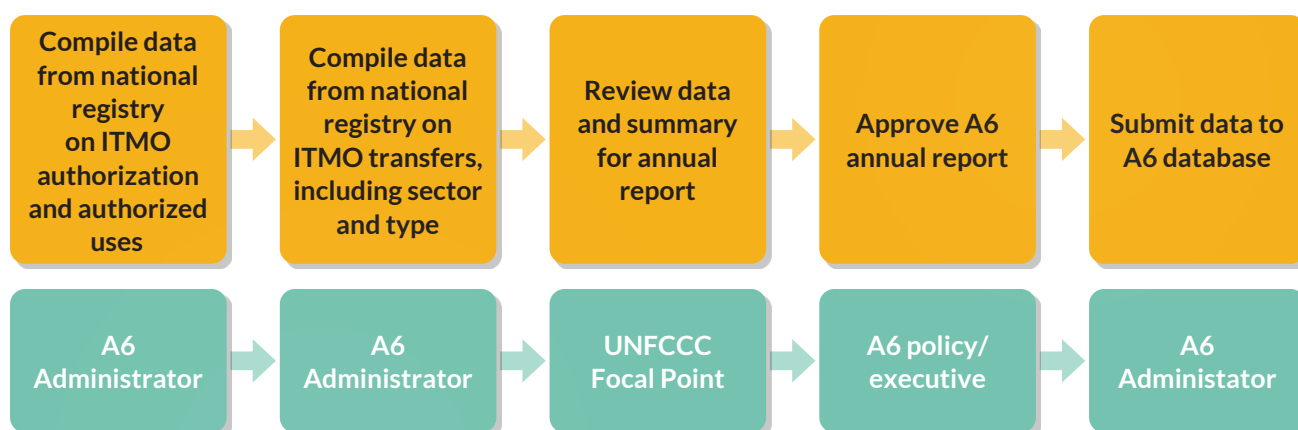 Compile data
from national
registry
on ITMO
authorization
and authorized
uses
Compile data
from national
registry on
ITMO transfers,
including sector
and type
Review data
and summary
for annual
report
Approve A6
annual report
Submit data to
A6 database
A6
Administrator
A6
Administrator
UNFCCC
Focal Point
A6 policy/
executive
A6
Administator